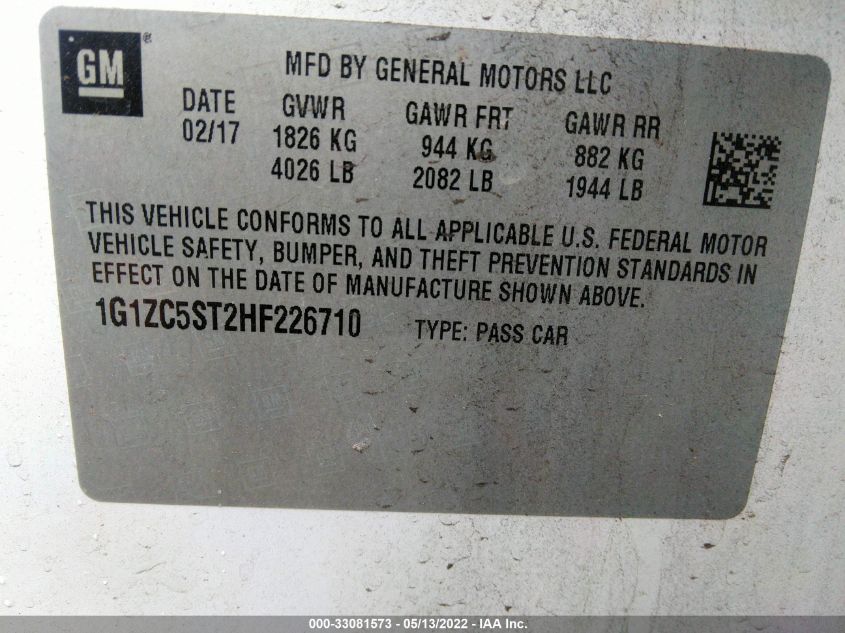 GM®
MFD BY GENERAL MOTORS LLC
DATE GVWR GAWR FRT GAWR RR
02/17 1826 KG 944 KG 882 KG
4026 LB 2082 LB 1944 LB
THIS VEHICLE CONFORMS TO ALL APPLICABLE U.S. FEDERAL MOTOR
VEHICLE SAFETY, BUMPER, AND THEFT PREVENTION STANDARDS IN
EFFECT ON THE DATE OF MANUFACTURE SHOWN ABOVE.
1G1ZC5ST2HF226710 TYPE: PASS CAR
000-33081573 — 05/13/2022 — IAA Inc.